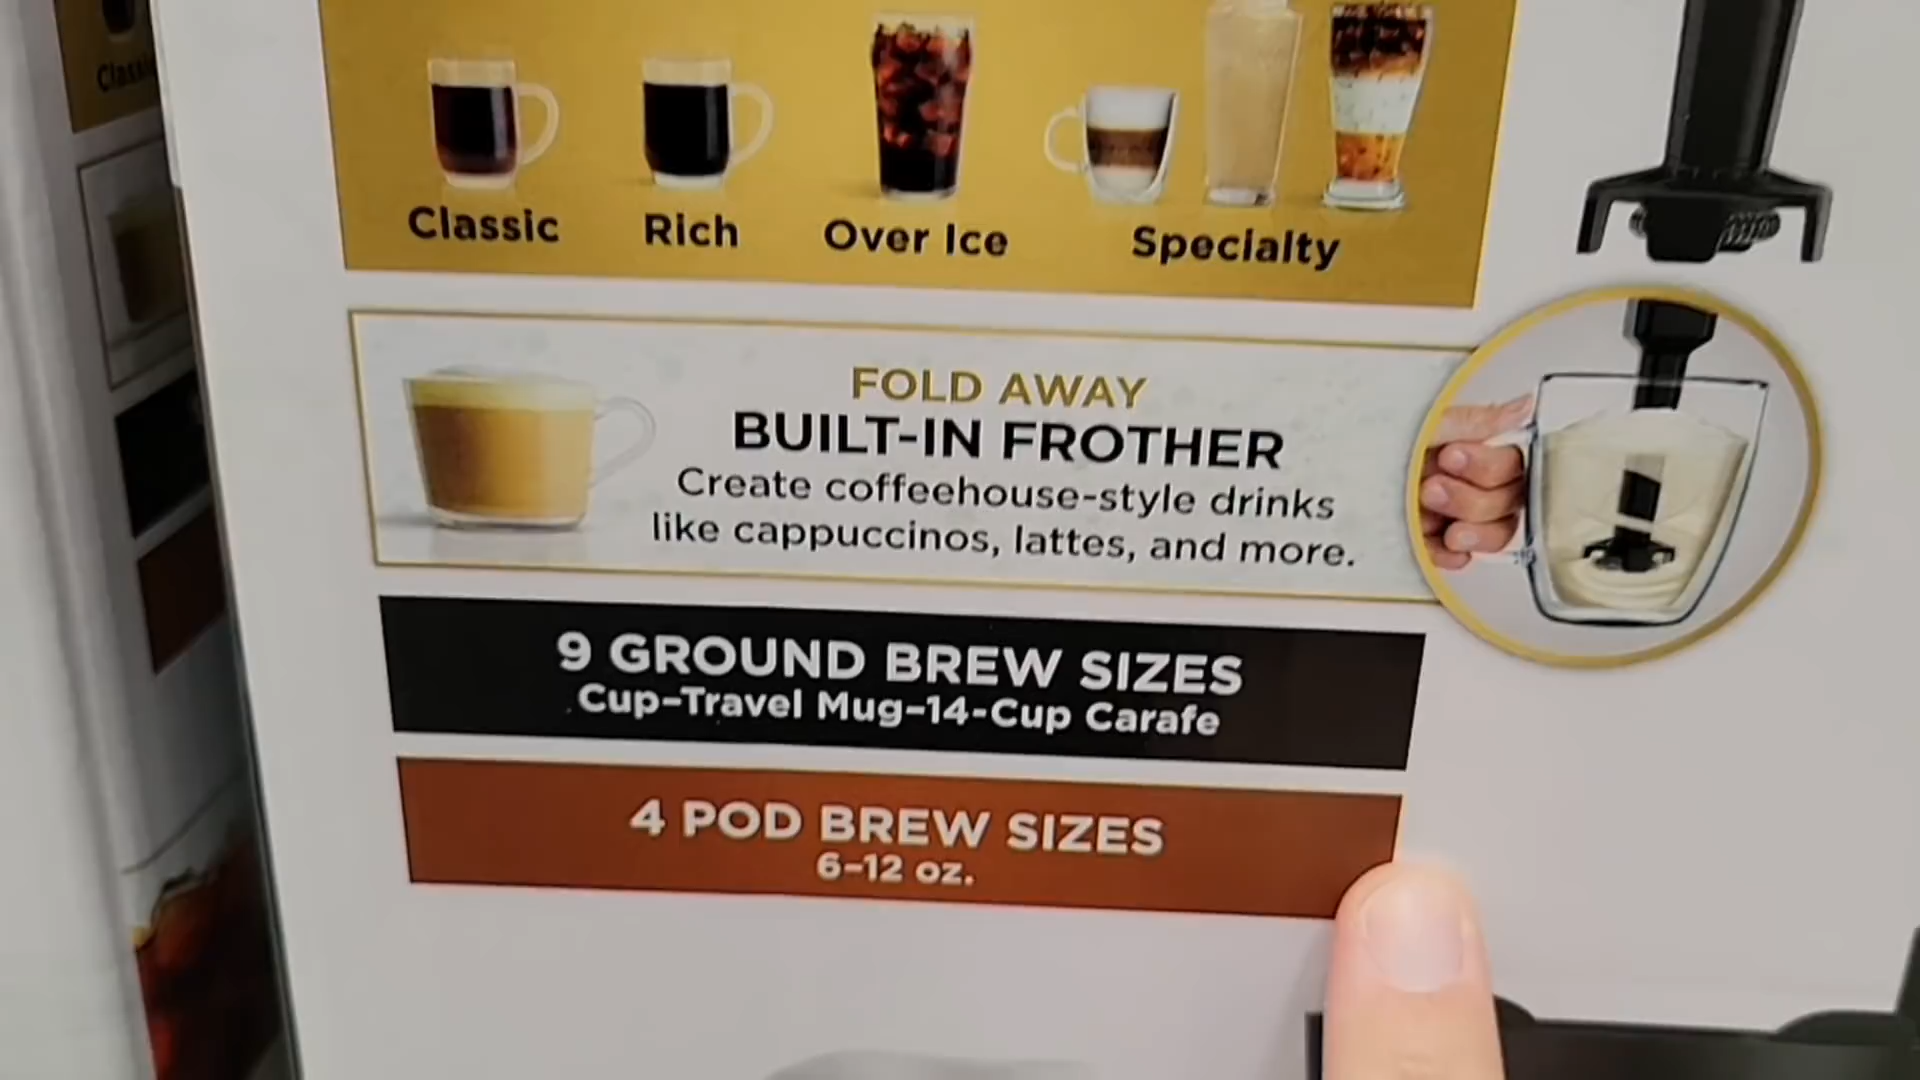 Classic
Classic
Rich
Over Ice
Specialty
FOLD AWAY
BUILT-IN FROTHER
Create coffeehouse-style drinks
like cappuccinos, lattes, and more.
9 GROUND BREW SIZES
Cup-Travel Mug-14-Cup Carafe
4 POD BREW SIZES
6-12 oz.